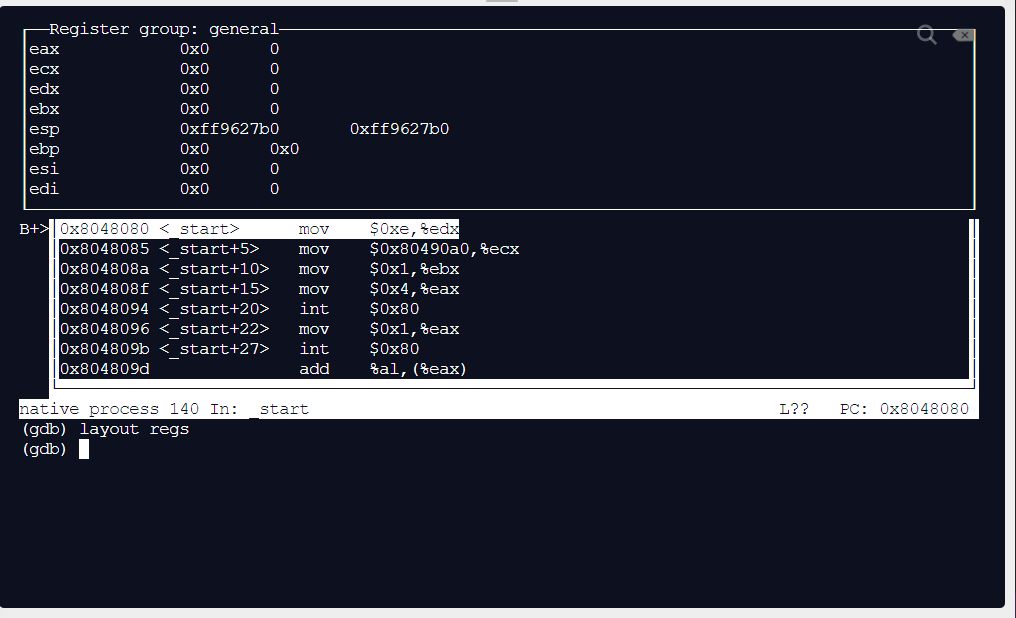 Register group: general
eax 0x0 0
ecx 0x0 0
edx 0x0 0
ebx 0x0 0
esp 0xff9627b0 0xff9627b0
ebp 0x0 0x0
esi 0x0 0
edi 0x0 0
B+> 0x8048080 <_start> mov $0xe,%edx
0x8048085 <_start+5> mov $0x80490a0,%ecx
0x804808a <_start+10> mov $0x1,%ebx
0x804808f <_start+15> mov $0x4,%eax
0x8048094 <_start+20> int $0x80
0x8048096 <_start+22> mov $0x1,%eax
0x804809b <_start+27> int $0x80
0x804809d add %al,(%eax)
native process 140 In: _start L?? PC: 0x8048080
(gdb) layout regs
(gdb)